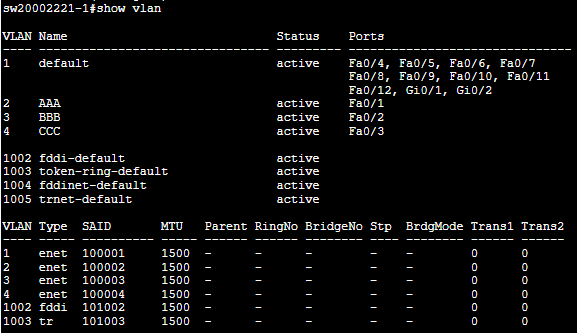 sw20002221-1#show vlan
VLAN Name                             Status    Ports
---- -------------------------------- --------- -------------------------------
1    default                          active    Fa0/4, Fa0/5, Fa0/6, Fa0/7
                                                Fa0/8, Fa0/9, Fa0/10, Fa0/11
                                                Fa0/12, Gi0/1, Gi0/2
2    AAA                              active    Fa0/1
3    BBB                              active    Fa0/2
4    CCC                              active    Fa0/3
1002 fddi-default                     active
1003 token-ring-default               active
1004 fddinet-default                  active
1005 trnet-default                    active
VLAN Type  SAID       MTU   Parent RingNo BridgeNo Stp  BrdgMode Trans1 Trans2
---- ----- ---------- ----- ------ ------ -------- ---- -------- ------ ------
1    enet  100001     1500  -      -      -        -    -        0      0
2    enet  100002     1500  -      -      -        -    -        0      0
3    enet  100003     1500  -      -      -        -    -        0      0
4    enet  100004     1500  -      -      -        -    -        0      0
1002 fddi  101002     1500  -      -      -        -    -        0      0
1003 tr    101003     1500  -      -      -        -    -        0      0